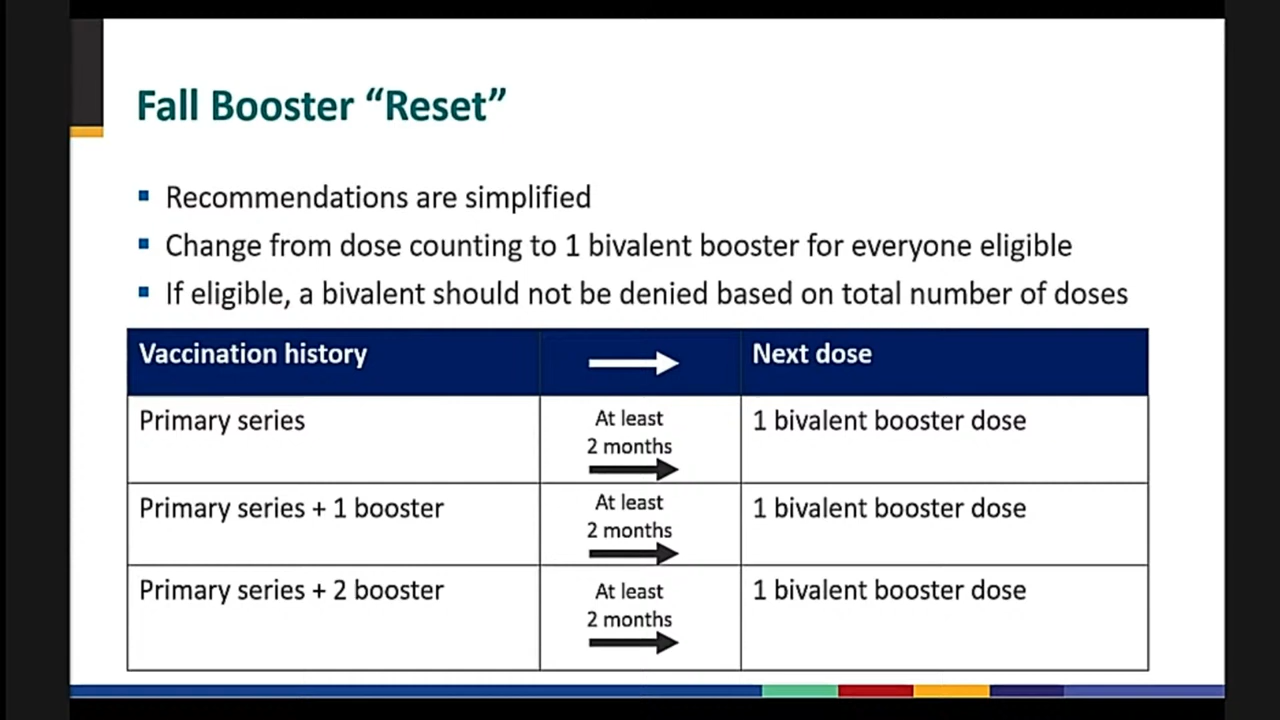 Fall Booster “Reset”
Recommendations are simplified
Change from dose counting to 1 bivalent booster for everyone eligible
If eligible, a bivalent should not be denied based on total number of doses
Vaccination history
Next dose
Primary series
At least
2 months
1 bivalent booster dose
Primary series + 1 booster
At least
2 months
1 bivalent booster dose
Primary series + 2 booster
At least
2 months
1 bivalent booster dose